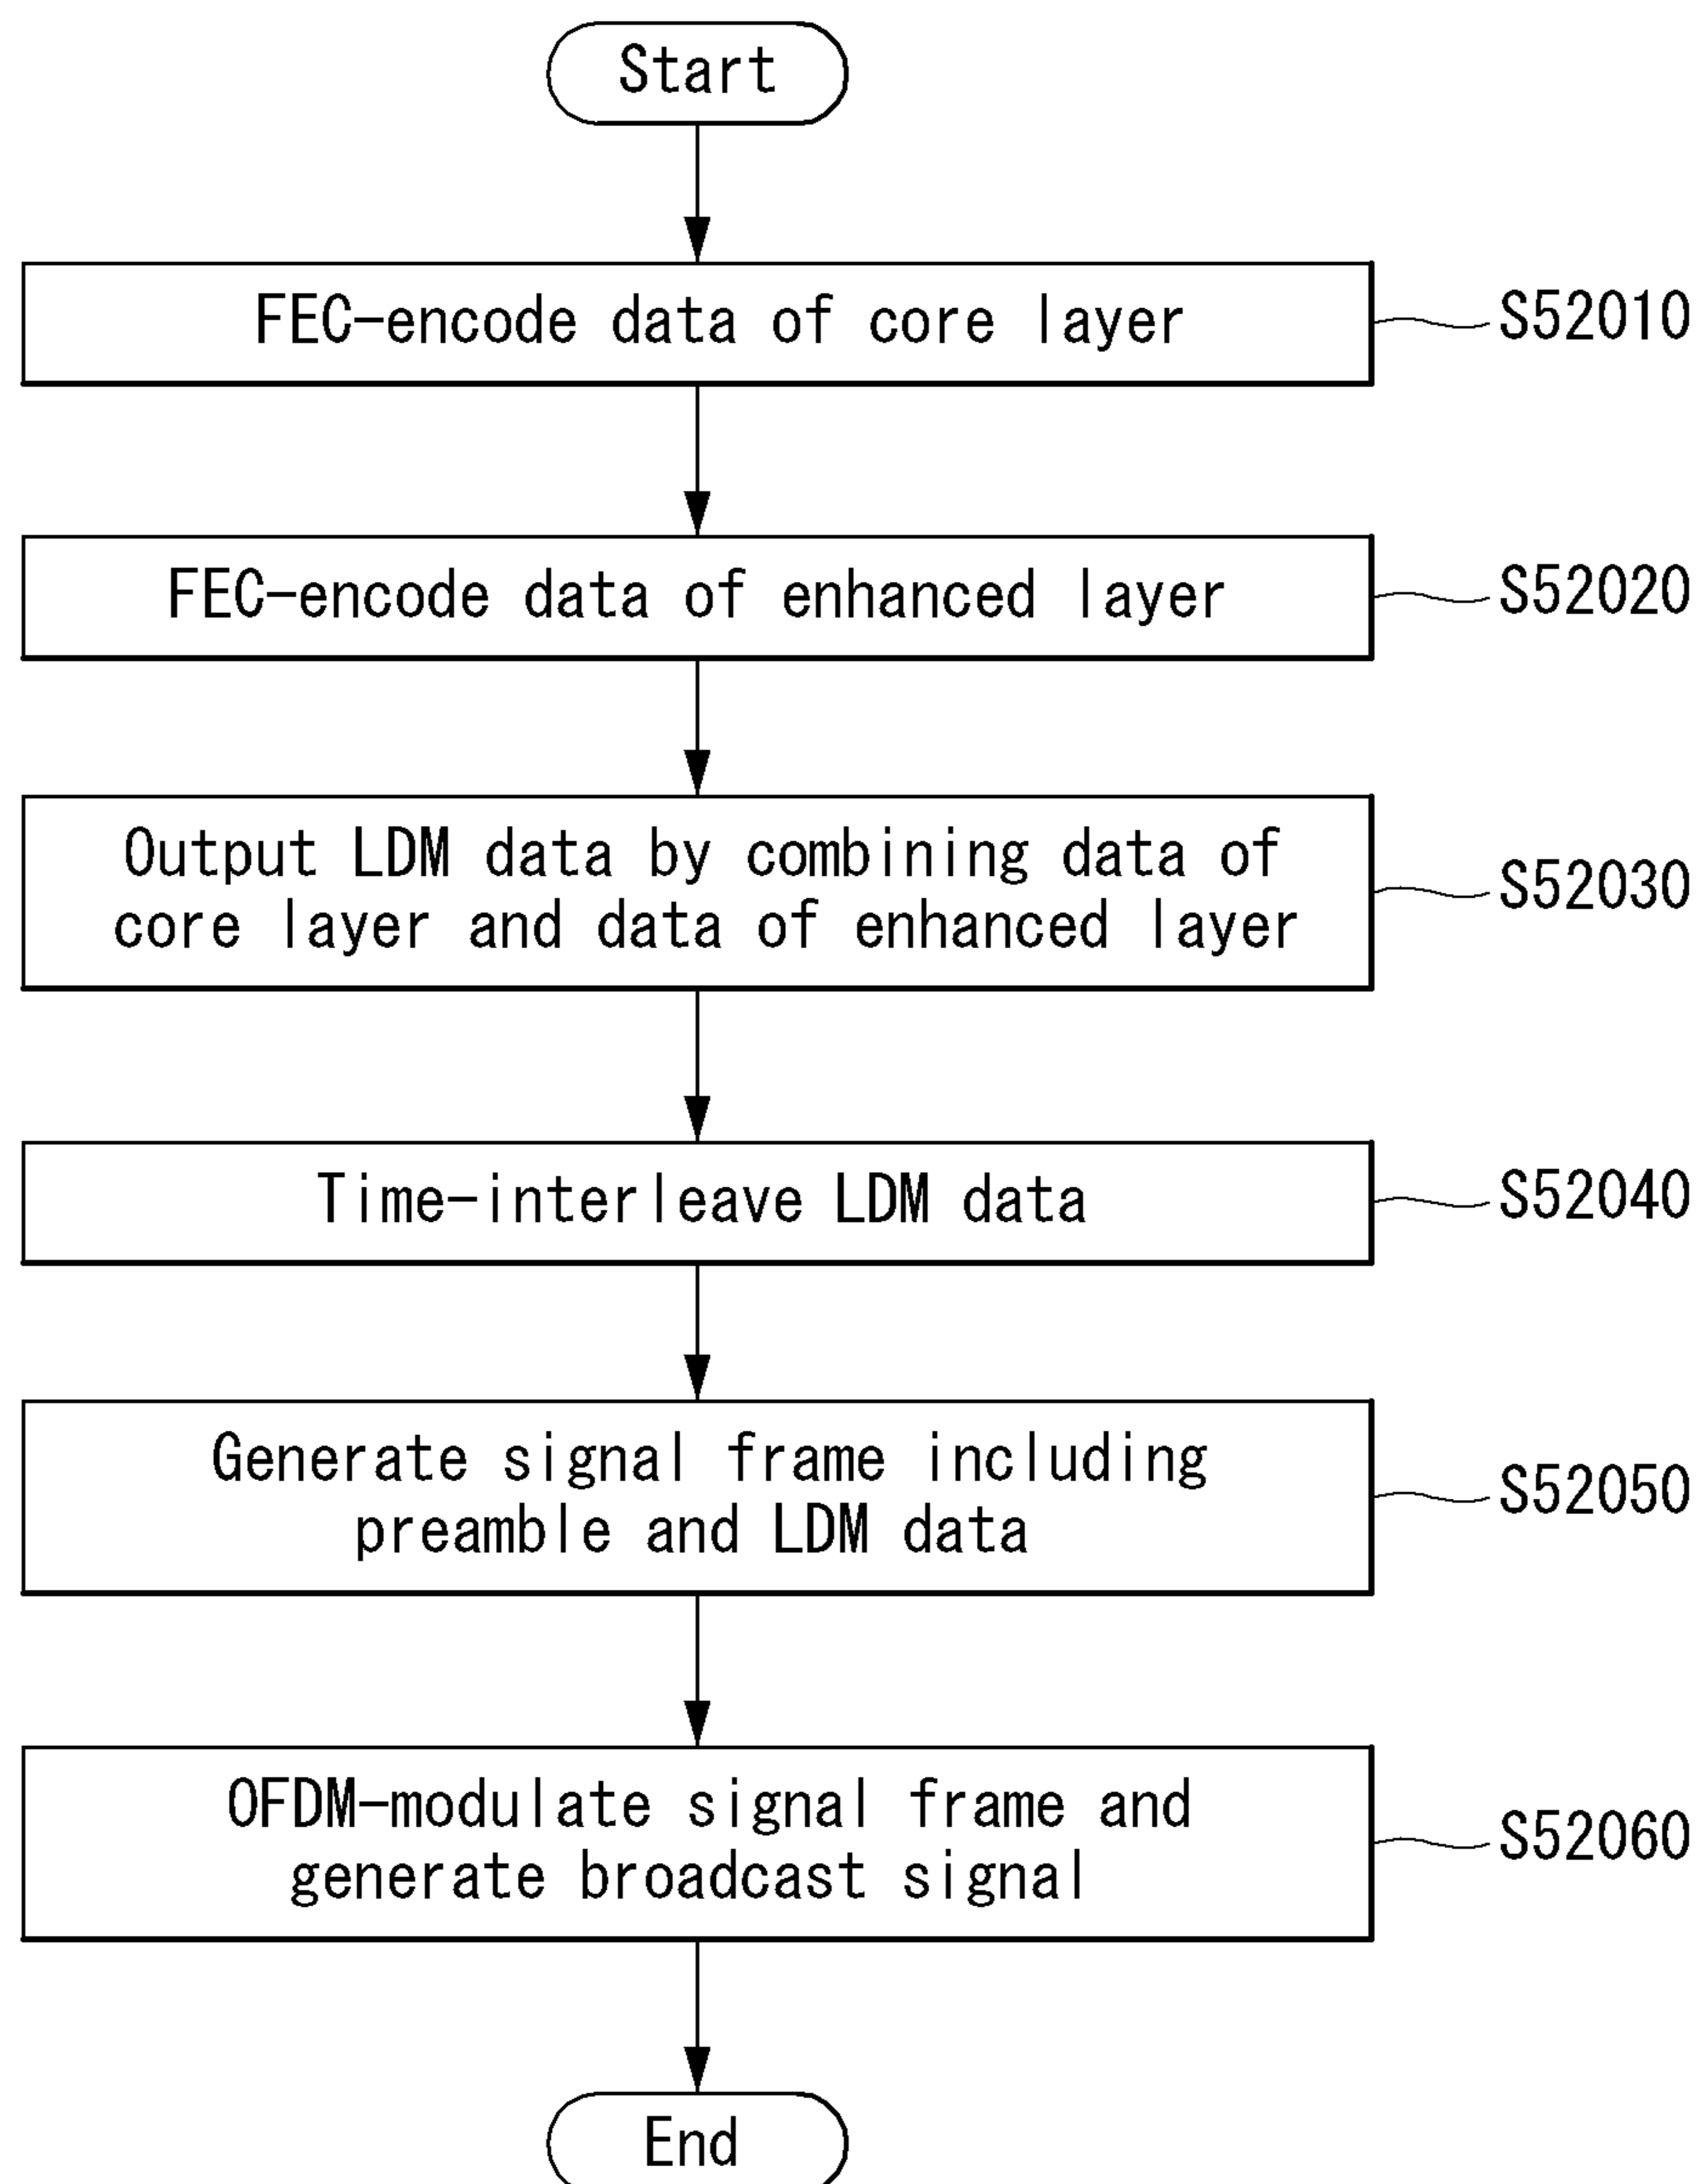 Start
FEC-encode data of core layer
S52010
FEC-encode data of enhanced layer
S52020
Output LDM data by combining data of
core layer and data of enhanced layer
S52030
Time-interleave LDM data
S52040
Generate signal frame including
preamble and LDM data
S52050
OFDM-modulate signal frame and
generate broadcast signal
S52060
End